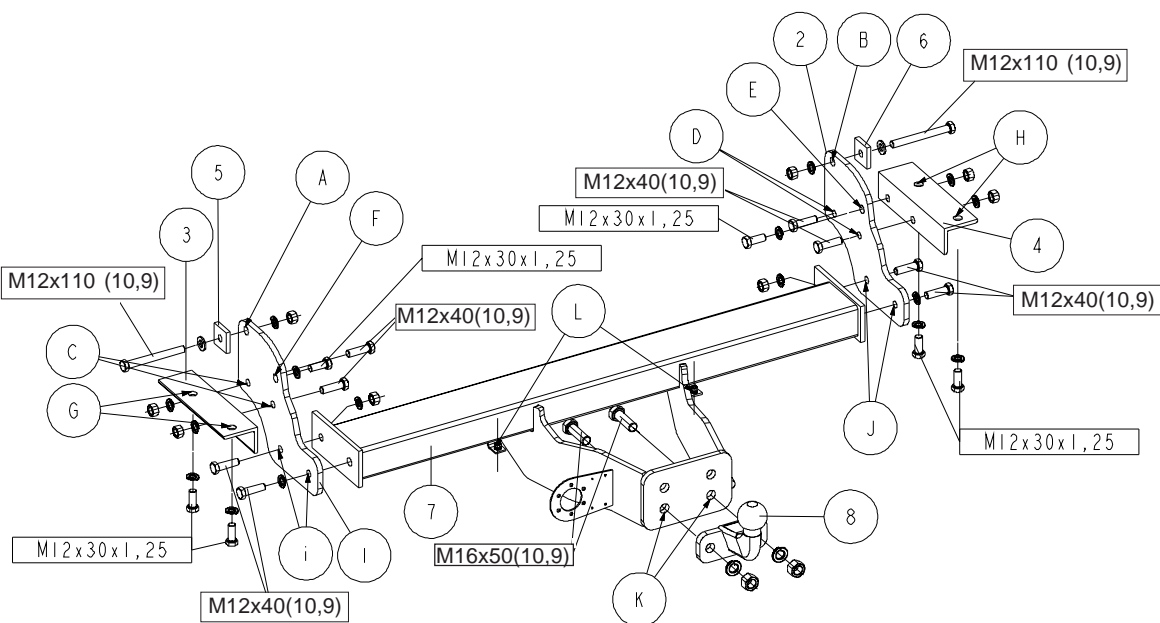 2
B
6
M12x110 (10,9)
E
D
H
5
A
M12x40(10,9)
F
M12x30x1,25
3
4
M12x30x1,25
M12x110 (10,9)
M12x40(10,9)
M12x40(10,9)
L
C
G
J
M12x30x1,25
7
8
M12x30x1,25
i
1
M16x50(10,9)
K
M12x40(10,9)